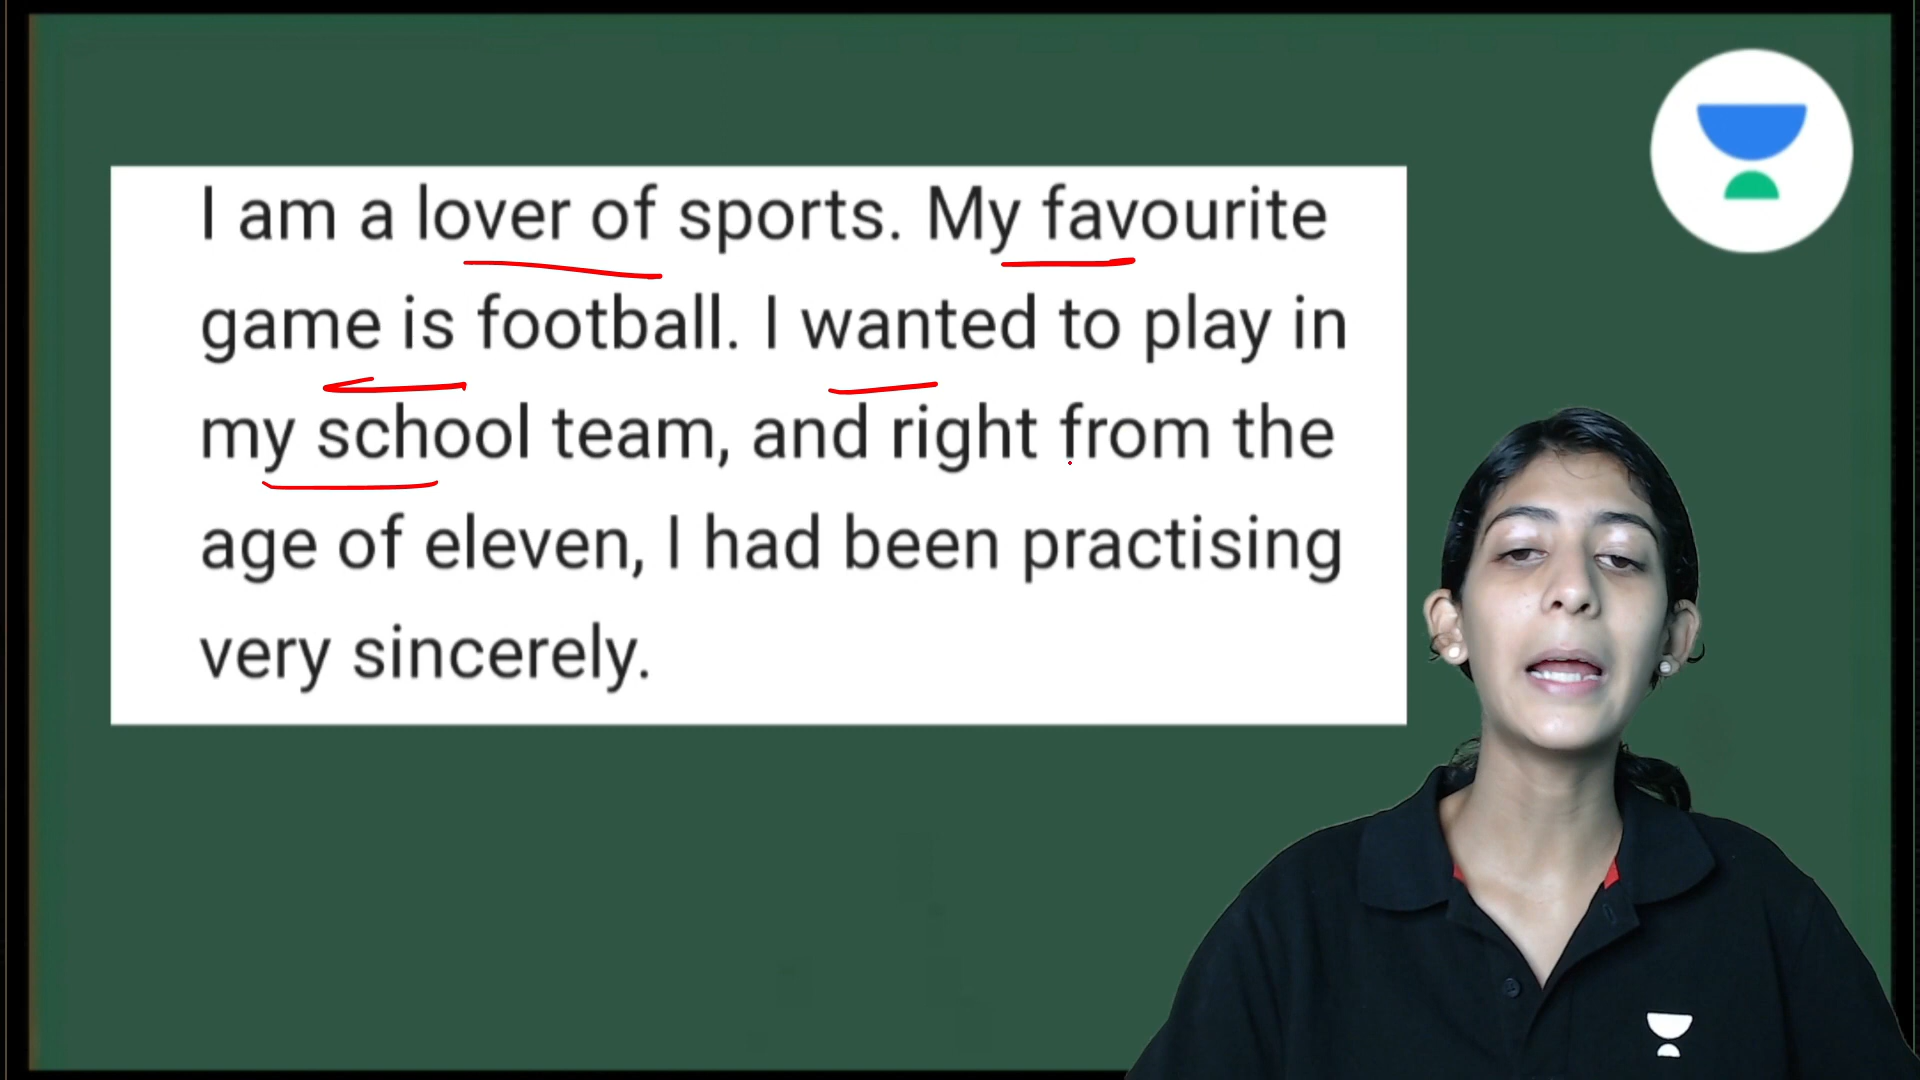 I am a lover of sports. My favourite
game is football. I wanted to play in
my school team, and right from the
age of eleven, I had been practising
very sincerely.